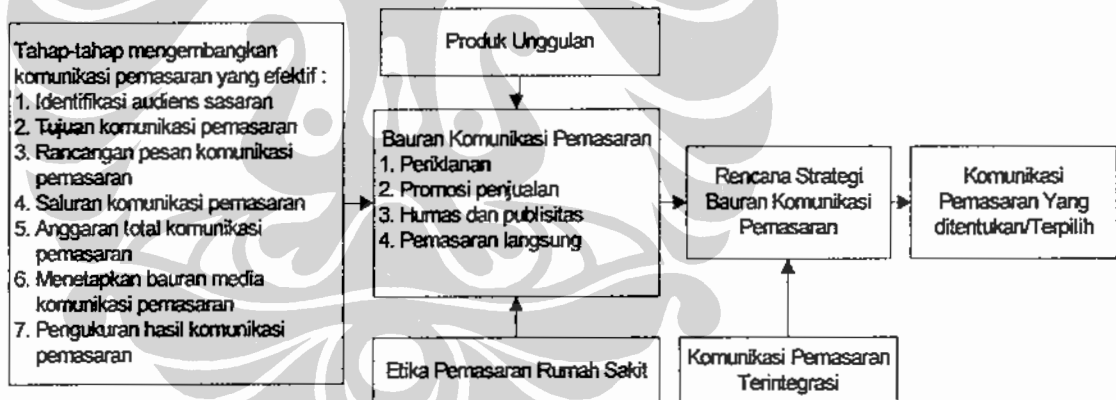 Tahap-tahap mengembangkan
komunikasi pemasaran yang efektif :
1. Identifikasi audiens sasaran
2. Tujuan komunikasi pemasaran
3. Rancangan pesan komunikasi
pemasaran
4. Saluran komunikasi pemasaran
5. Anggaran total komunikasi
pemasaran
6. Menetapkan bauran media
komunikasi pemasaran
7. Pengukuran hasil komunikasi
pemasaran
Produk Unggulan
Bauran Komunikasi Pemasaran
1. Periklanan
2. Promosi penjualan
3. Humas dan publisitas
4. Pemasaran langsung
Etika Pemasaran Rumah Sakit
Rencana Strategi
Bauran Komunikasi
Pemasaran
Komunikasi Pemasaran
Terintegrasi
Komunikasi
Pemasaran Yang
ditentukan/Terpilih